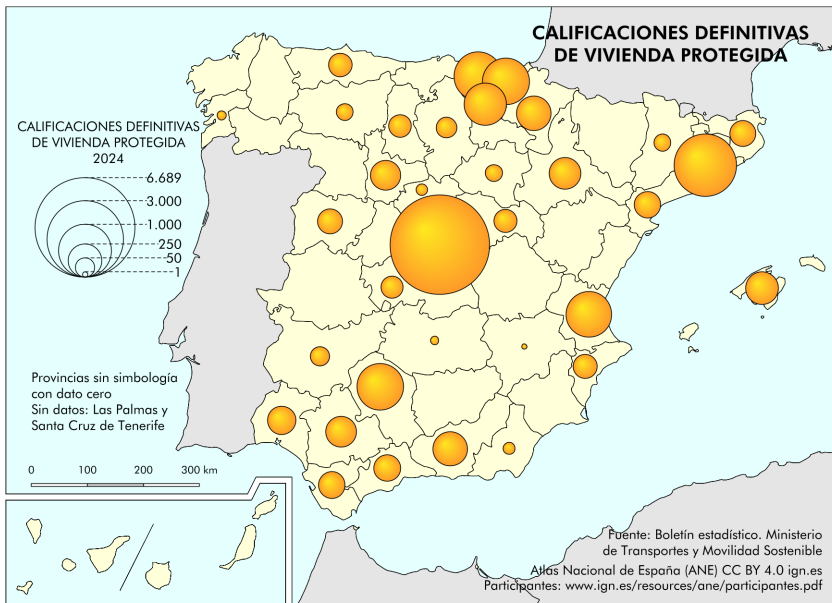 CALIFICACIONES DEFINITIVAS
DE VIVIENDA PROTEGIDA
CALIFICACIONES DEFINITIVAS
DE VIVIENDA PROTEGIDA
2024
6.689
3.000
1.000
250
50
1
Provincias sin simbología
con dato cero
Sin datos: Las Palmas y
Santa Cruz de Tenerife
0 100 200 300 km
Fuente: Boletín estadístico. Ministerio
de Transportes y Movilidad Sostenible
Atlas Nacional de España (ANE) CC BY 4.0 ign.es
Participantes: www.ign.es/resources/ane/participantes.pdf